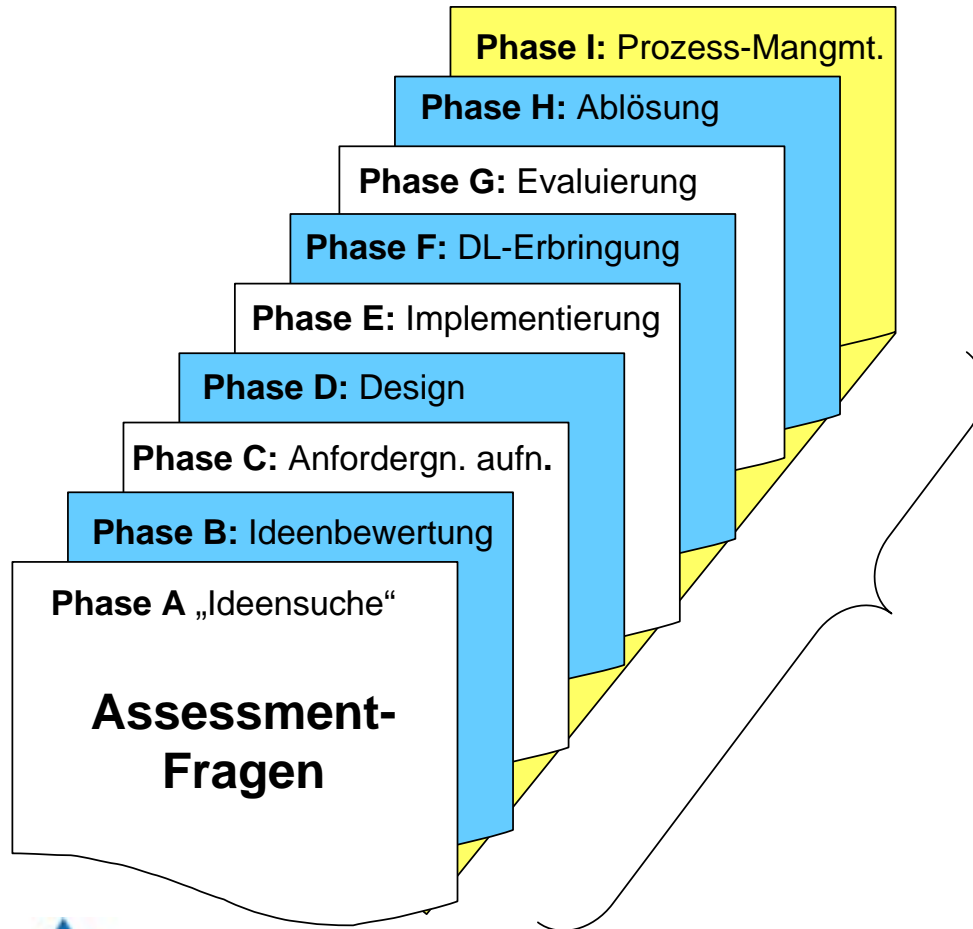 Phase I: Prozess-Mangmt.
Phase H: Ablösung
Phase G: Evaluierung
Phase F: DL-Erbringung
Phase E: Implementierung
Phase D: Design
Phase C: Anfordergn. aufn.
Phase B: Ideenbewertung
Phase A „Ideensuche“
Assessment-
Fragen